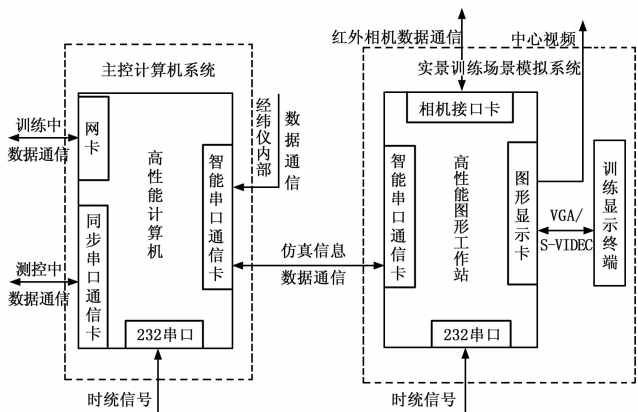 红外相机数据通信
中心视频
主控计算机系统
实景训练场景模拟系统
训练中
数据通信
网卡
高性能计算机
智能串口通信卡
经纬仪内部
数据通信
同步串口通信卡
测控中
数据通信
232串口
时统信号
仿真信息
数据通信
相机接口卡
智能串口通信卡
高性能图形工作站
图形显示卡
VGA/
S-VIDEC
训练显示终端
232串口
时统信号